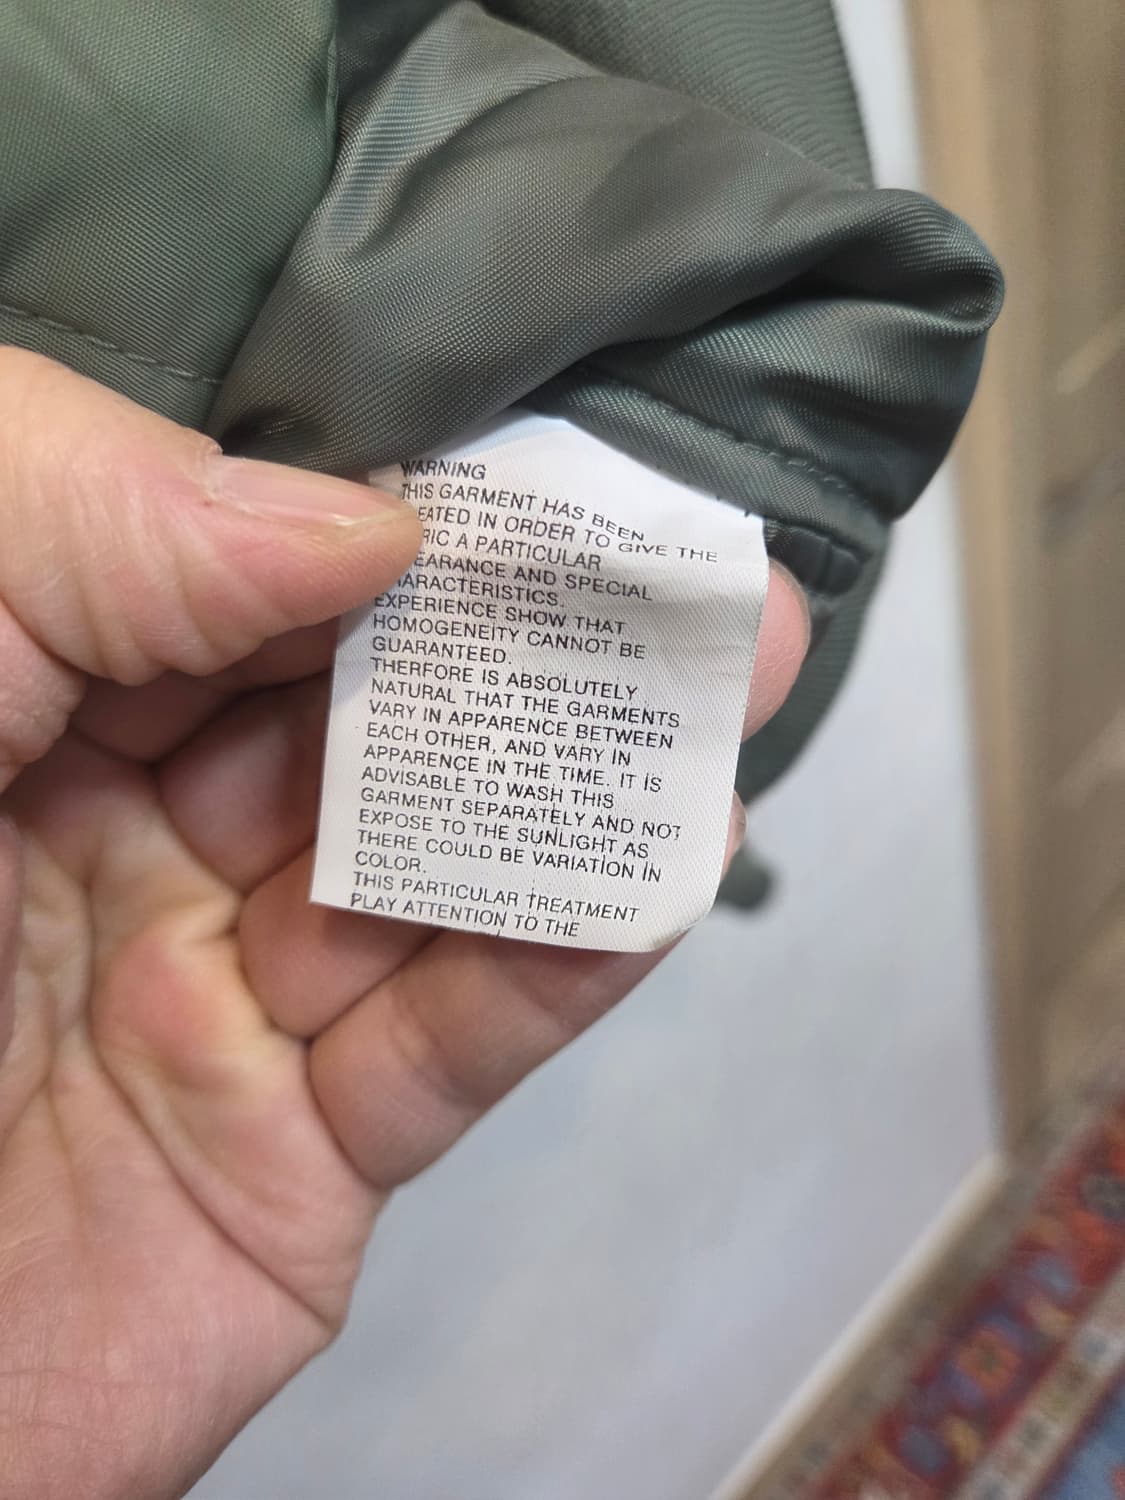 WARNING
THIS GARMENT HAS BEEN
EATED IN ORDER TO GIVE THE
RIC A PARTICULAR
EARANCE AND SPECIAL
ARACTERISTICS.
EXPERIENCE SHOW THAT
HOMOGENEITY CANNOT BE
GUARANTEED.
THERFORE IS ABSOLUTELY
NATURAL THAT THE GARMENTS
VARY IN APPARENCE BETWEEN
EACH OTHER, AND VARY IN
APPARENCE IN THE TIME. IT IS
ADVISABLE TO WASH THIS
GARMENT SEPARATELY AND NOT
EXPOSE TO THE SUNLIGHT AS
THERE COULD BE VARIATION IN
COLOR.
THIS PARTICULAR TREATMENT
PLAY ATTENTION TO THE